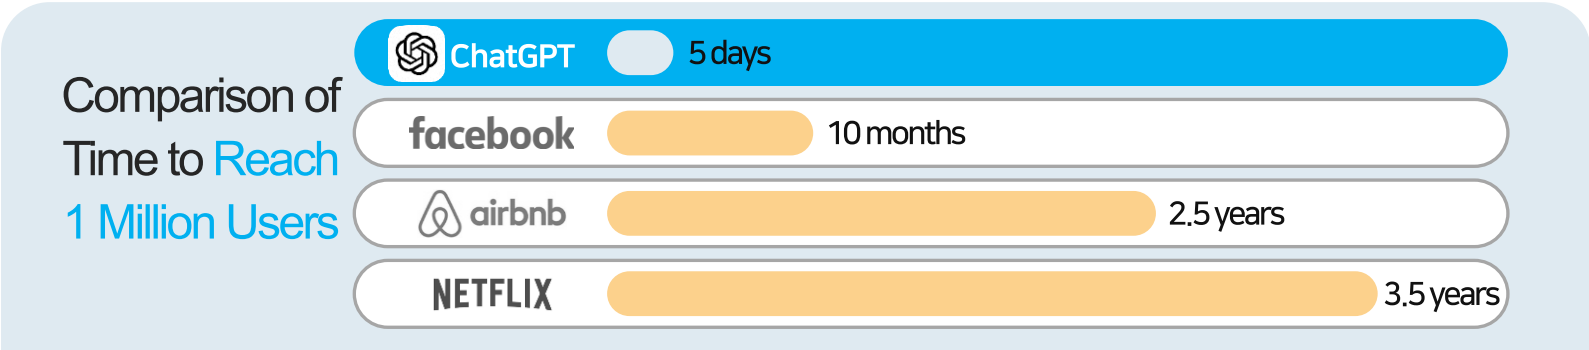 Comparison of
Time to Reach
1 Million Users
ChatGPT 5 days
facebook 10 months
airbnb 2.5 years
NETFLIX 3.5 years